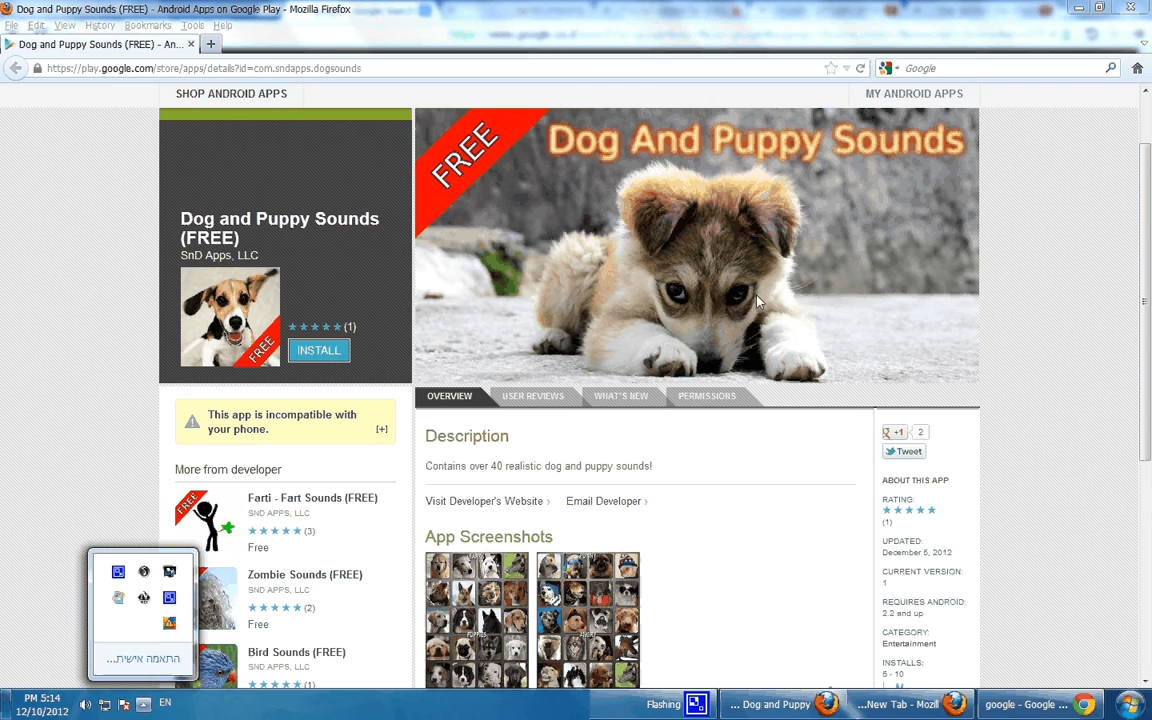 Dog and Puppy Sounds (FREE) - Android Apps on Google Play - Mozilla Firefox
File Edit View History Bookmarks Tools Help
Dog and Puppy Sounds (FREE) - An...
https://play.google.com/store/apps/details?id=com.sndapps.dogsounds
Google
SHOP ANDROID APPS
MY ANDROID APPS
FREE
Dog And Puppy Sounds
Dog and Puppy Sounds
(FREE)
SnD Apps, LLC
FREE
(1)
INSTALL
OVERVIEW
USER REVIEWS
WHAT'S NEW
PERMISSIONS
This app is incompatible with
your phone.
[+]
More from developer
FREE
Farti - Fart Sounds (FREE)
SND APPS, LLC
(3)
Free
Zombie Sounds (FREE)
SND APPS, LLC
(2)
Free
Bird Sounds (FREE)
SND APPS, LLC
(1)
Description
Contains over 40 realistic dog and puppy sounds!
Visit Developer's Website ›
Email Developer ›
App Screenshots
PUPPIES
ANGRY
+1
2
Tweet
ABOUT THIS APP
RATING:
(1)
UPDATED:
December 5, 2012
CURRENT VERSION:
1
REQUIRES ANDROID:
2.2 and up
CATEGORY:
Entertainment
INSTALLS:
5 - 10
התאמה אישית...
PM 5:14
12/10/2012
EN
Flashing
... Dog and Puppy
...New Tab - Mozill
google - Google ...